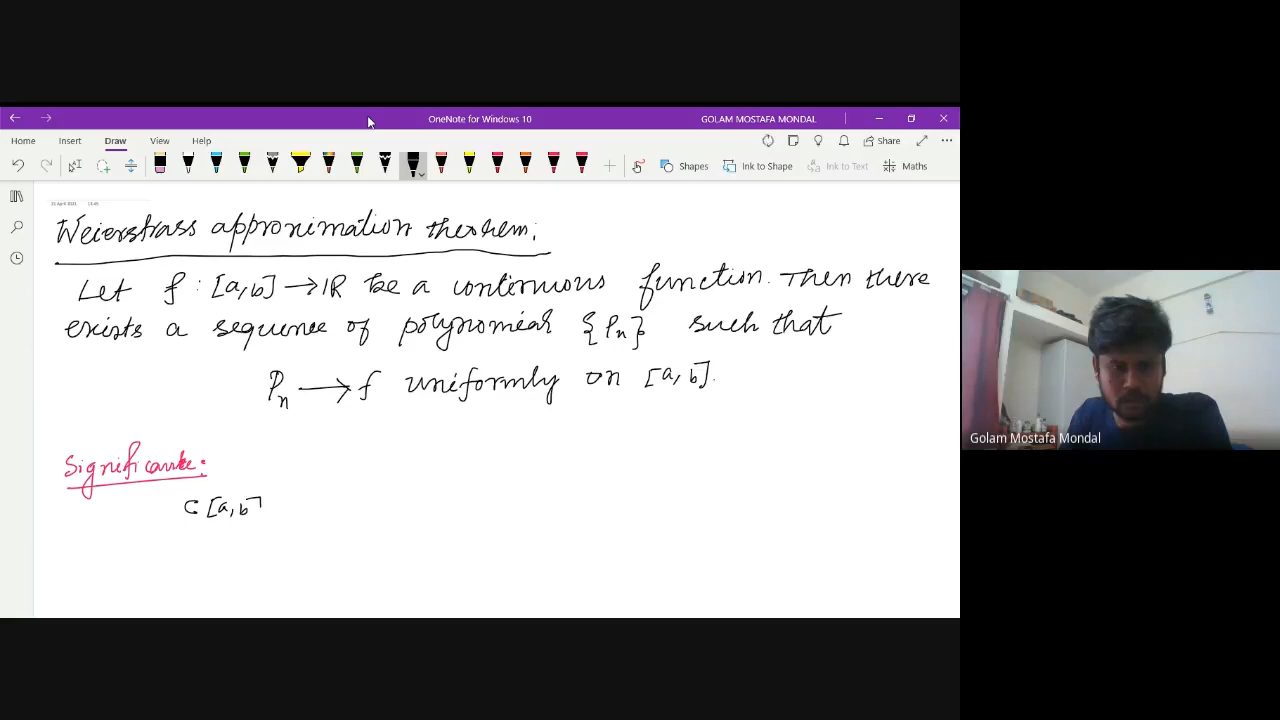 OneNote for Windows 10
GOLAM MOSTAFA MONDAL
Home Insert Draw View Help
Share
Shapes Ink to Shape Ink to Text Maths
Weierstrass approximation theorem:
Let f : [a,b] → IR be a continuous function. Then there
exists a sequence of polynomial {Pn} such that
Pn → f uniformly on [a,b].
Significance:
C[a,b]
Golam Mostafa Mondal